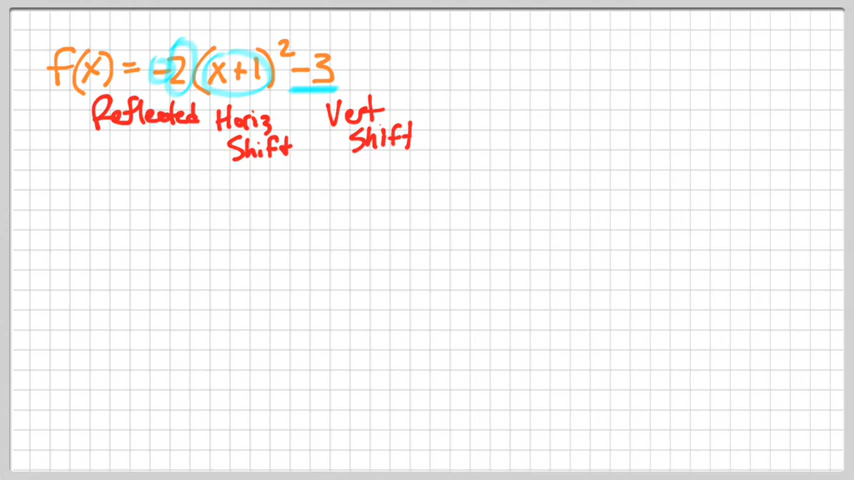 f(x) = -2(x+1)² -3
Reflected Horiz Shift Vert Shift